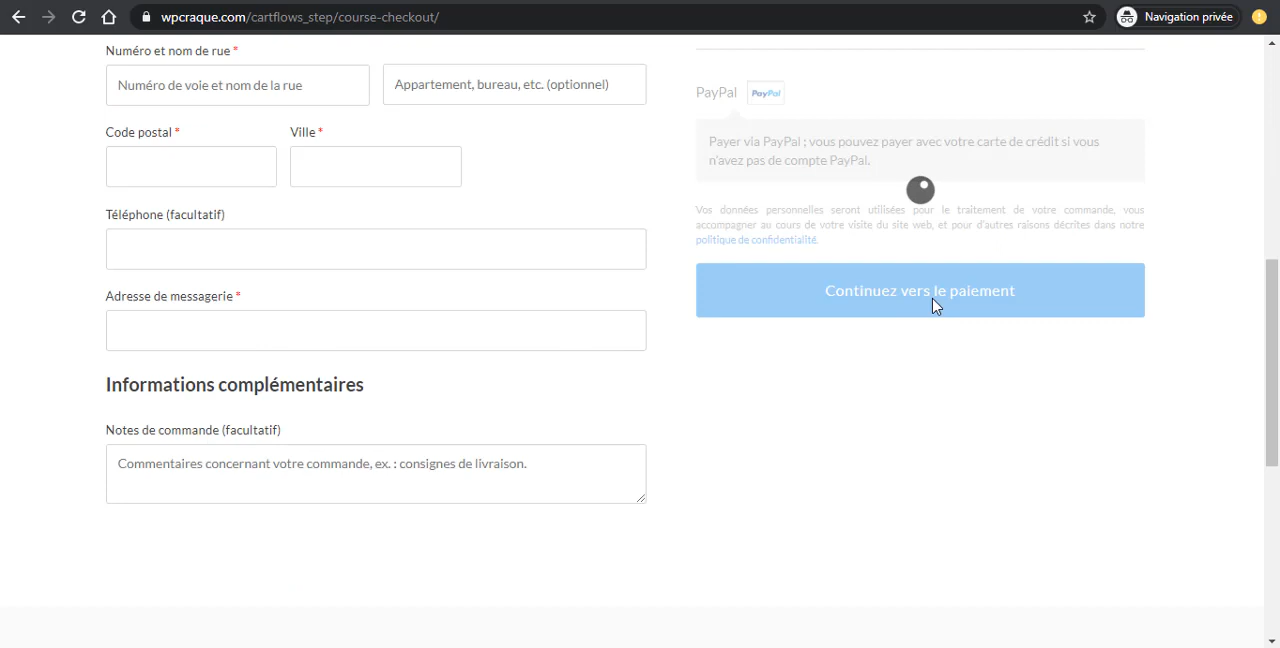 wpcraque.com/cartflows_step/course-checkout/
Navigation privée
Numéro et nom de rue *
Numéro de voie et nom de la rue
Appartement, bureau, etc. (optionnel)
Code postal *
Ville *
Téléphone (facultatif)
Adresse de messagerie *
Informations complémentaires
Notes de commande (facultatif)
Commentaires concernant votre commande, ex. : consignes de livraison.
PayPal
PayPal
Payer via PayPal ; vous pouvez payer avec votre carte de crédit si vous
n'avez pas de compte PayPal.
Vos données personnelles seront utilisées pour le traitement de votre commande, vous
accompagner au cours de votre visite du site web, et pour d'autres raisons décrites dans notre
politique de confidentialité.
Continuez vers le paiement